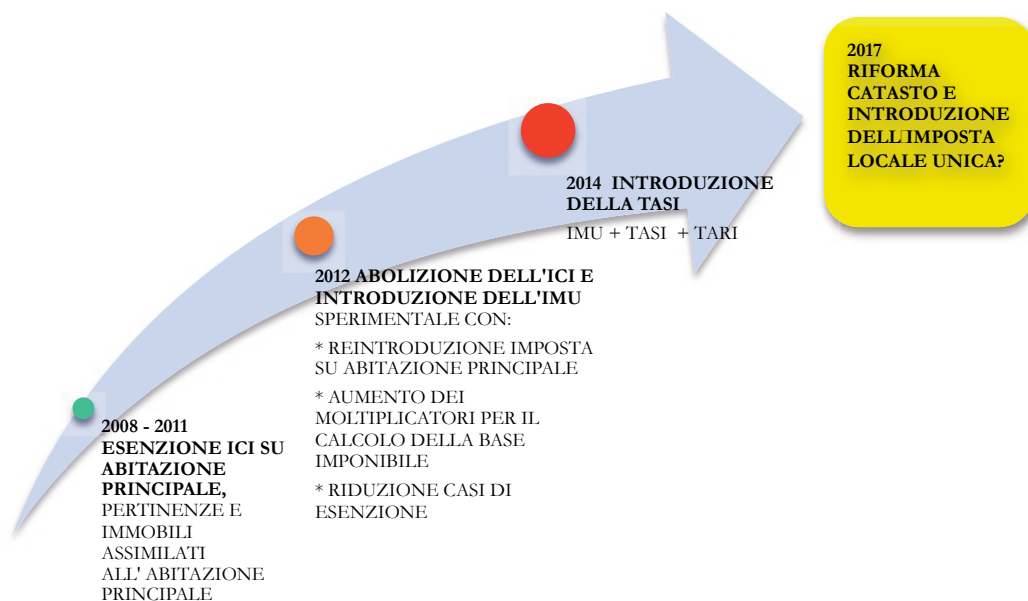 2008 - 2011
ESENZIONE ICI SU
ABITAZIONE
PRINCIPALE,
PERTINENZE E
IMMOBILI
ASSIMILATI
ALL' ABITAZIONE
PRINCIPALE
2012 ABOLIZIONE DELL'ICI E
INTRODUZIONE DELL'IMU
SPERIMENTALE CON:
* REINTRODUZIONE IMPOSTA
SU ABITAZIONE PRINCIPALE
* AUMENTO DEI
MOLTIPLICATORI PER IL
CALCOLO DELLA BASE
IMPONIBILE
* RIDUZIONE CASI DI
ESENZIONE
2014 INTRODUZIONE
DELLA TASI
IMU + TASI + TARI
2017
RIFORMA
CATASTO E
INTRODUZIONE
DELL'IMPOSTA
LOCALE UNICA?